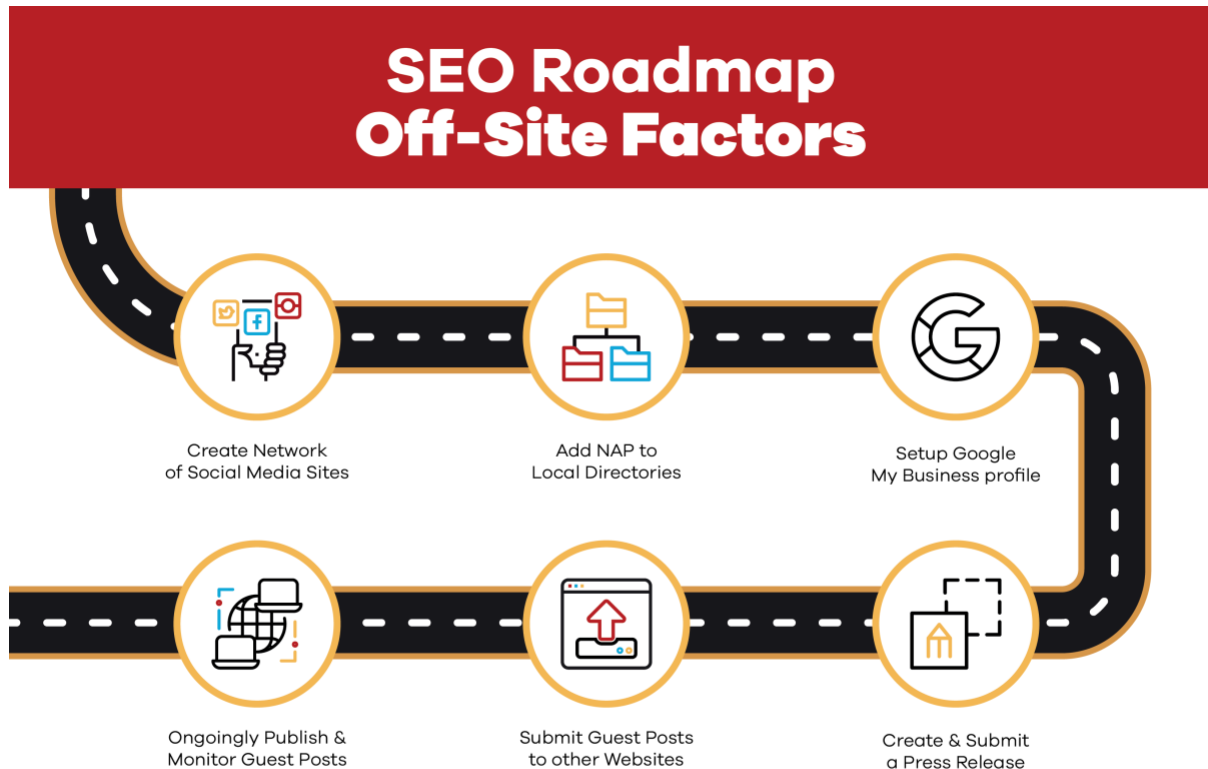 SEO Roadmap
Off-Site Factors
Create Network
of Social Media Sites
Add NAP to
Local Directories
Setup Google
My Business profile
Ongoingly Publish &
Monitor Guest Posts
Submit Guest Posts
to other Websites
Create & Submit
a Press Release